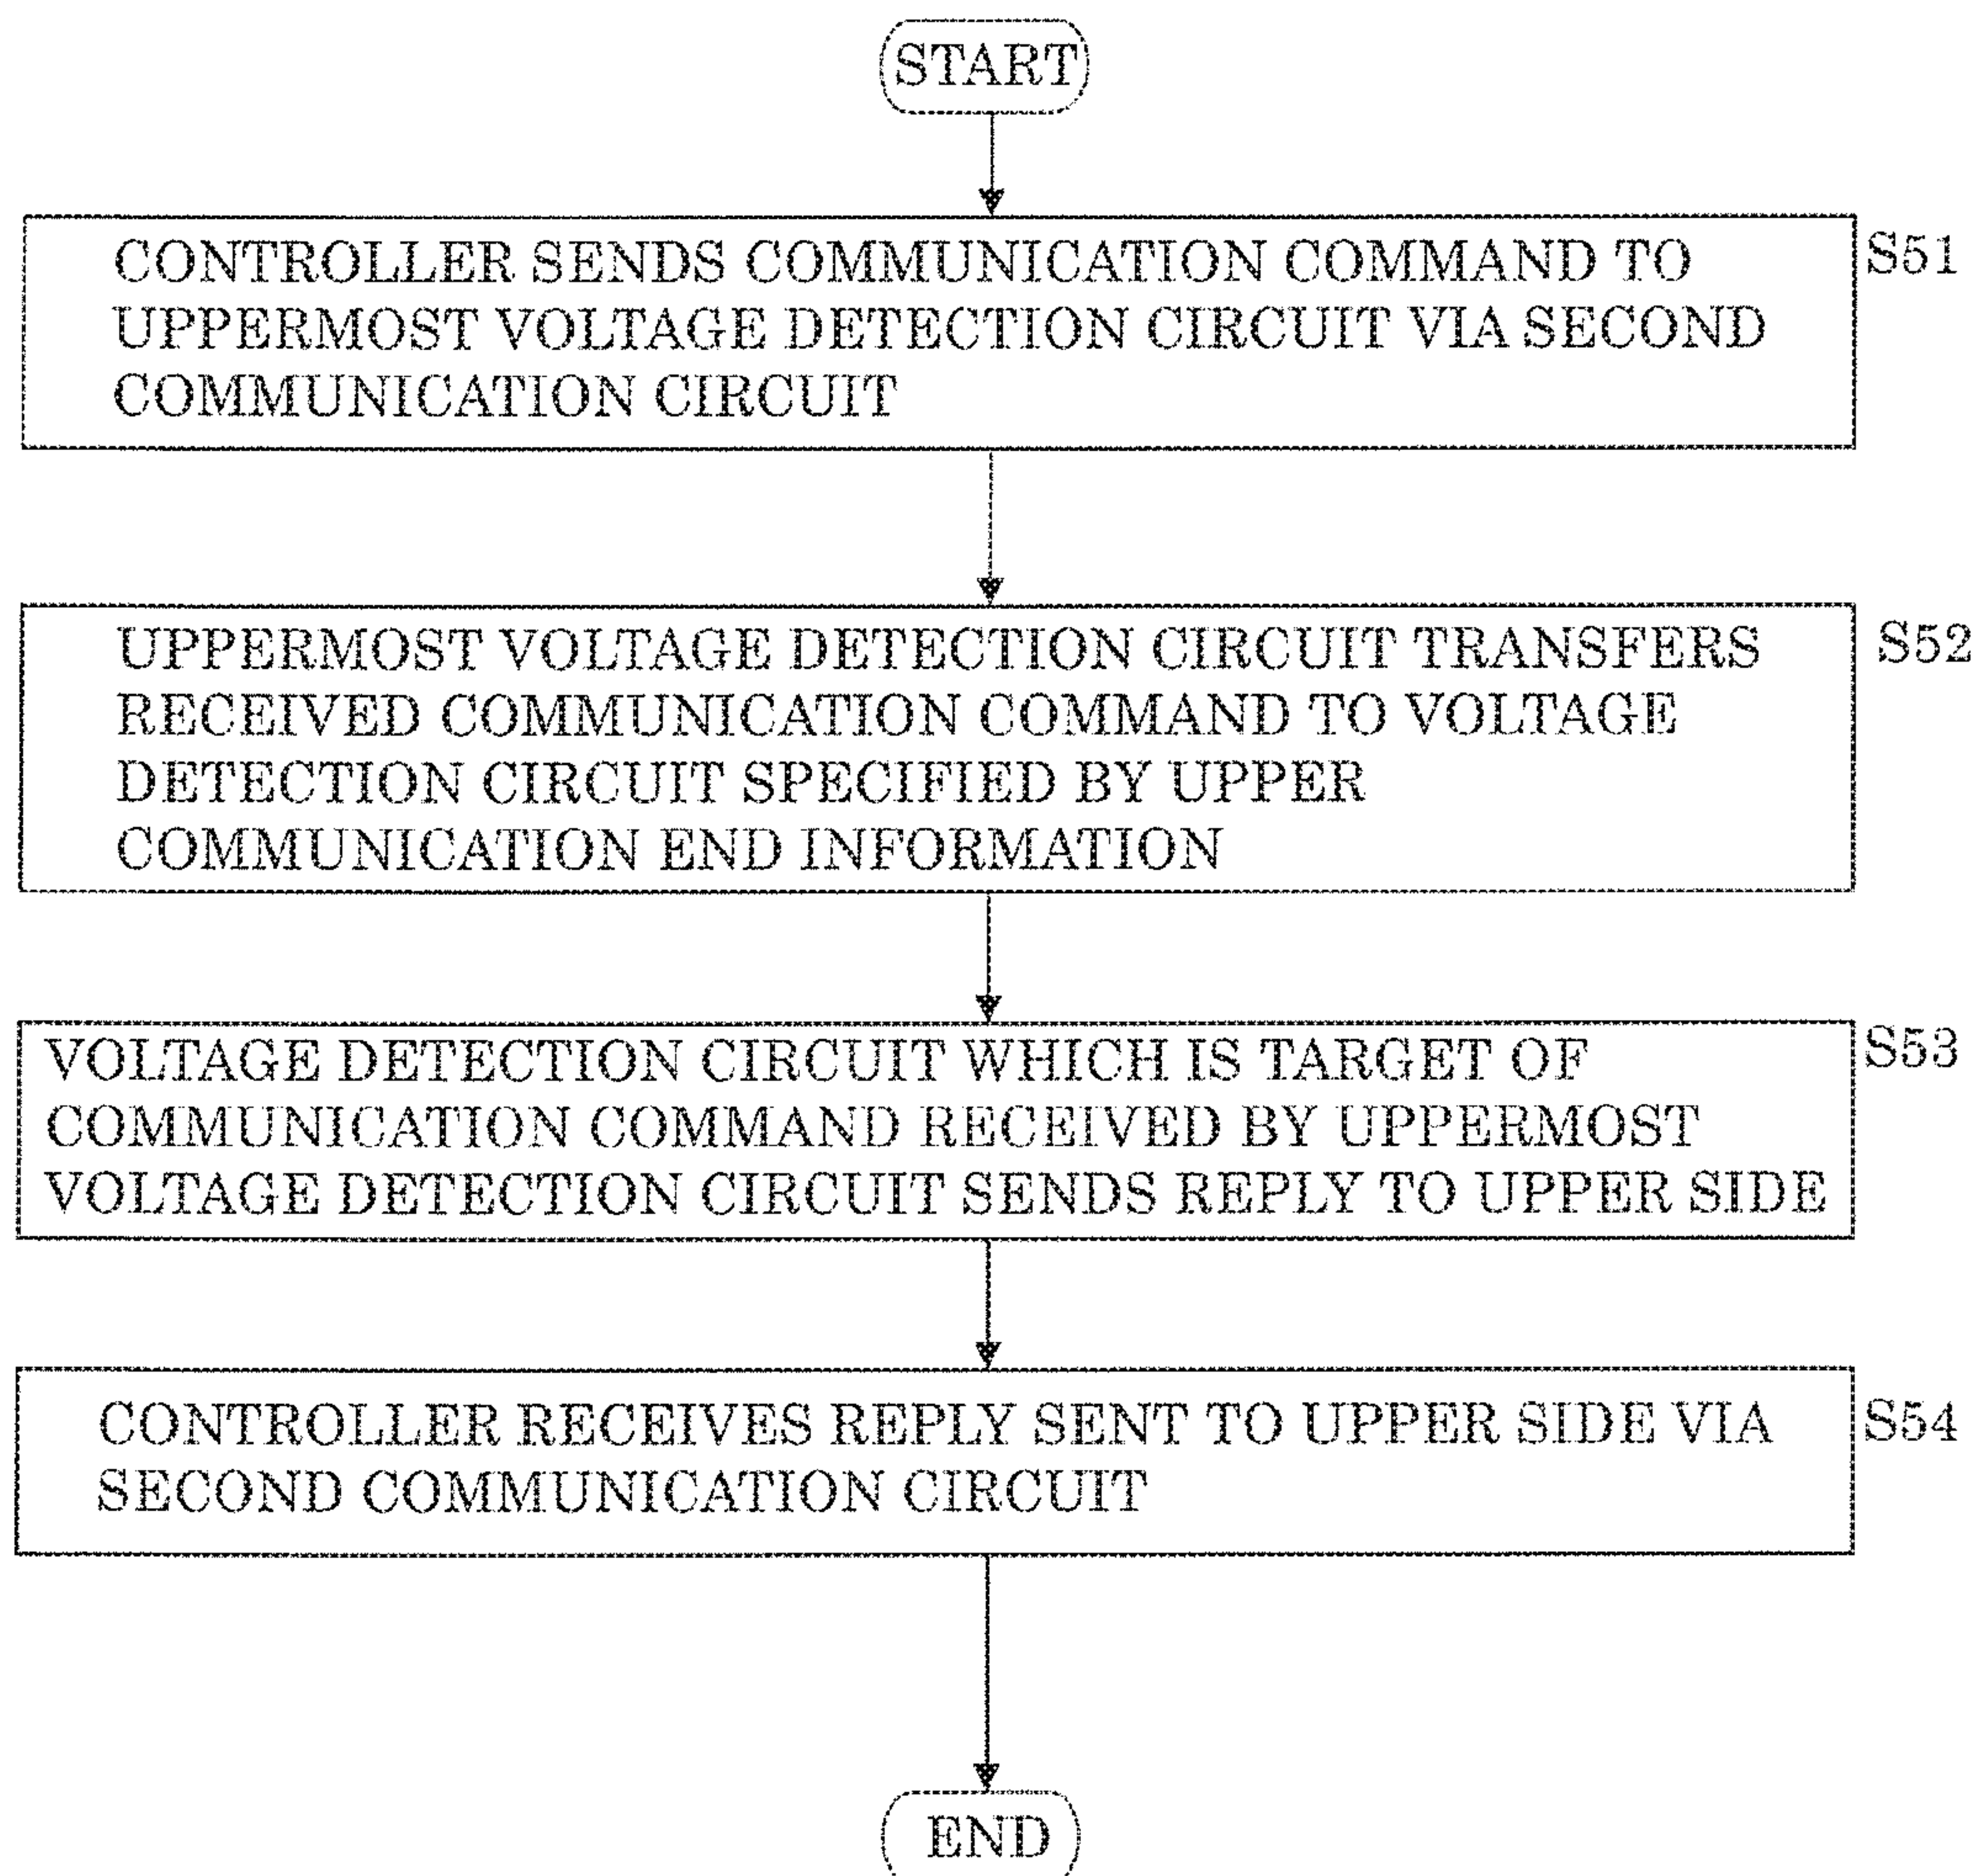 START
CONTROLLER SENDS COMMUNICATION COMMAND TO
UPPERMOST VOLTAGE DETECTION CIRCUIT VIA SECOND
COMMUNICATION CIRCUIT
S51
UPPERMOST VOLTAGE DETECTION CIRCUIT TRANSFERS
RECEIVED COMMUNICATION COMMAND TO VOLTAGE
DETECTION CIRCUIT SPECIFIED BY UPPER
COMMUNICATION END INFORMATION
S52
VOLTAGE DETECTION CIRCUIT WHICH IS TARGET OF
COMMUNICATION COMMAND RECEIVED BY UPPERMOST
VOLTAGE DETECTION CIRCUIT SENDS REPLY TO UPPER SIDE
S53
CONTROLLER RECEIVES REPLY SENT TO UPPER SIDE VIA
SECOND COMMUNICATION CIRCUIT
S54
END